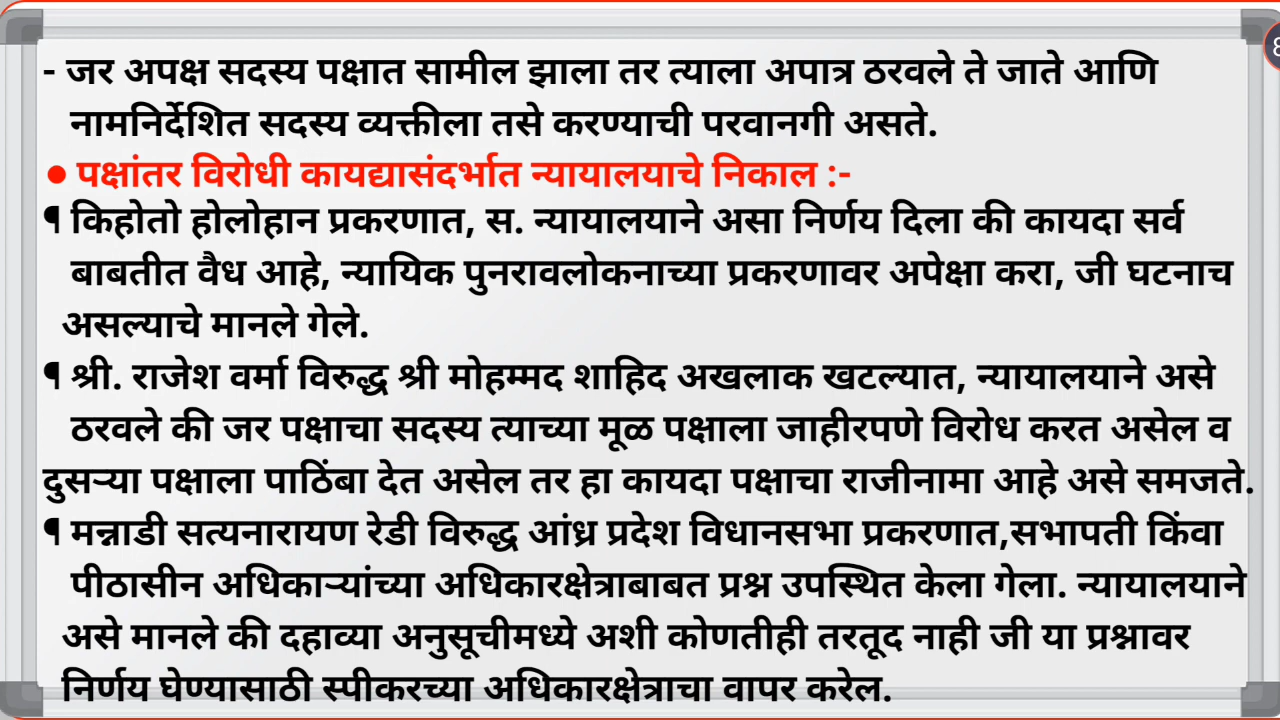 - जर अपक्ष सदस्य पक्षात सामील झाला तर त्याला अपात्र ठरवले ते जाते आणि
नामनिर्देशित सदस्य व्यक्तीला तसे करण्याची परवानगी असते.
● पक्षांतर विरोधी कायद्यासंदर्भात न्यायालयाचे निकाल :-
¶ किहोतो होलोहान प्रकरणात, स. न्यायालयाने असा निर्णय दिला की कायदा सर्व
बाबतीत वैध आहे, न्यायिक पुनरावलोकनाच्या प्रकरणावर अपेक्षा करा, जी घटनाच
असल्याचे मानले गेले.
¶ श्री. राजेश वर्मा विरुद्ध श्री मोहम्मद शाहिद अखलाक खटल्यात, न्यायालयाने असे
ठरवले की जर पक्षाचा सदस्य त्याच्या मूळ पक्षाला जाहीरपणे विरोध करत असेल व
दुसऱ्या पक्षाला पाठिंबा देत असेल तर हा कायदा पक्षाचा राजीनामा आहे असे समजते.
¶ मन्नाडी सत्यनारायण रेडी विरुद्ध आंध्र प्रदेश विधानसभा प्रकरणात,सभापती किंवा
पीठासीन अधिकाऱ्यांच्या अधिकारक्षेत्राबाबत प्रश्न उपस्थित केला गेला. न्यायालयाने
असे मानले की दहाव्या अनुसूचीमध्ये अशी कोणतीही तरतूद नाही जी या प्रश्नावर
निर्णय घेण्यासाठी स्पीकरच्या अधिकारक्षेत्राचा वापर करेल.